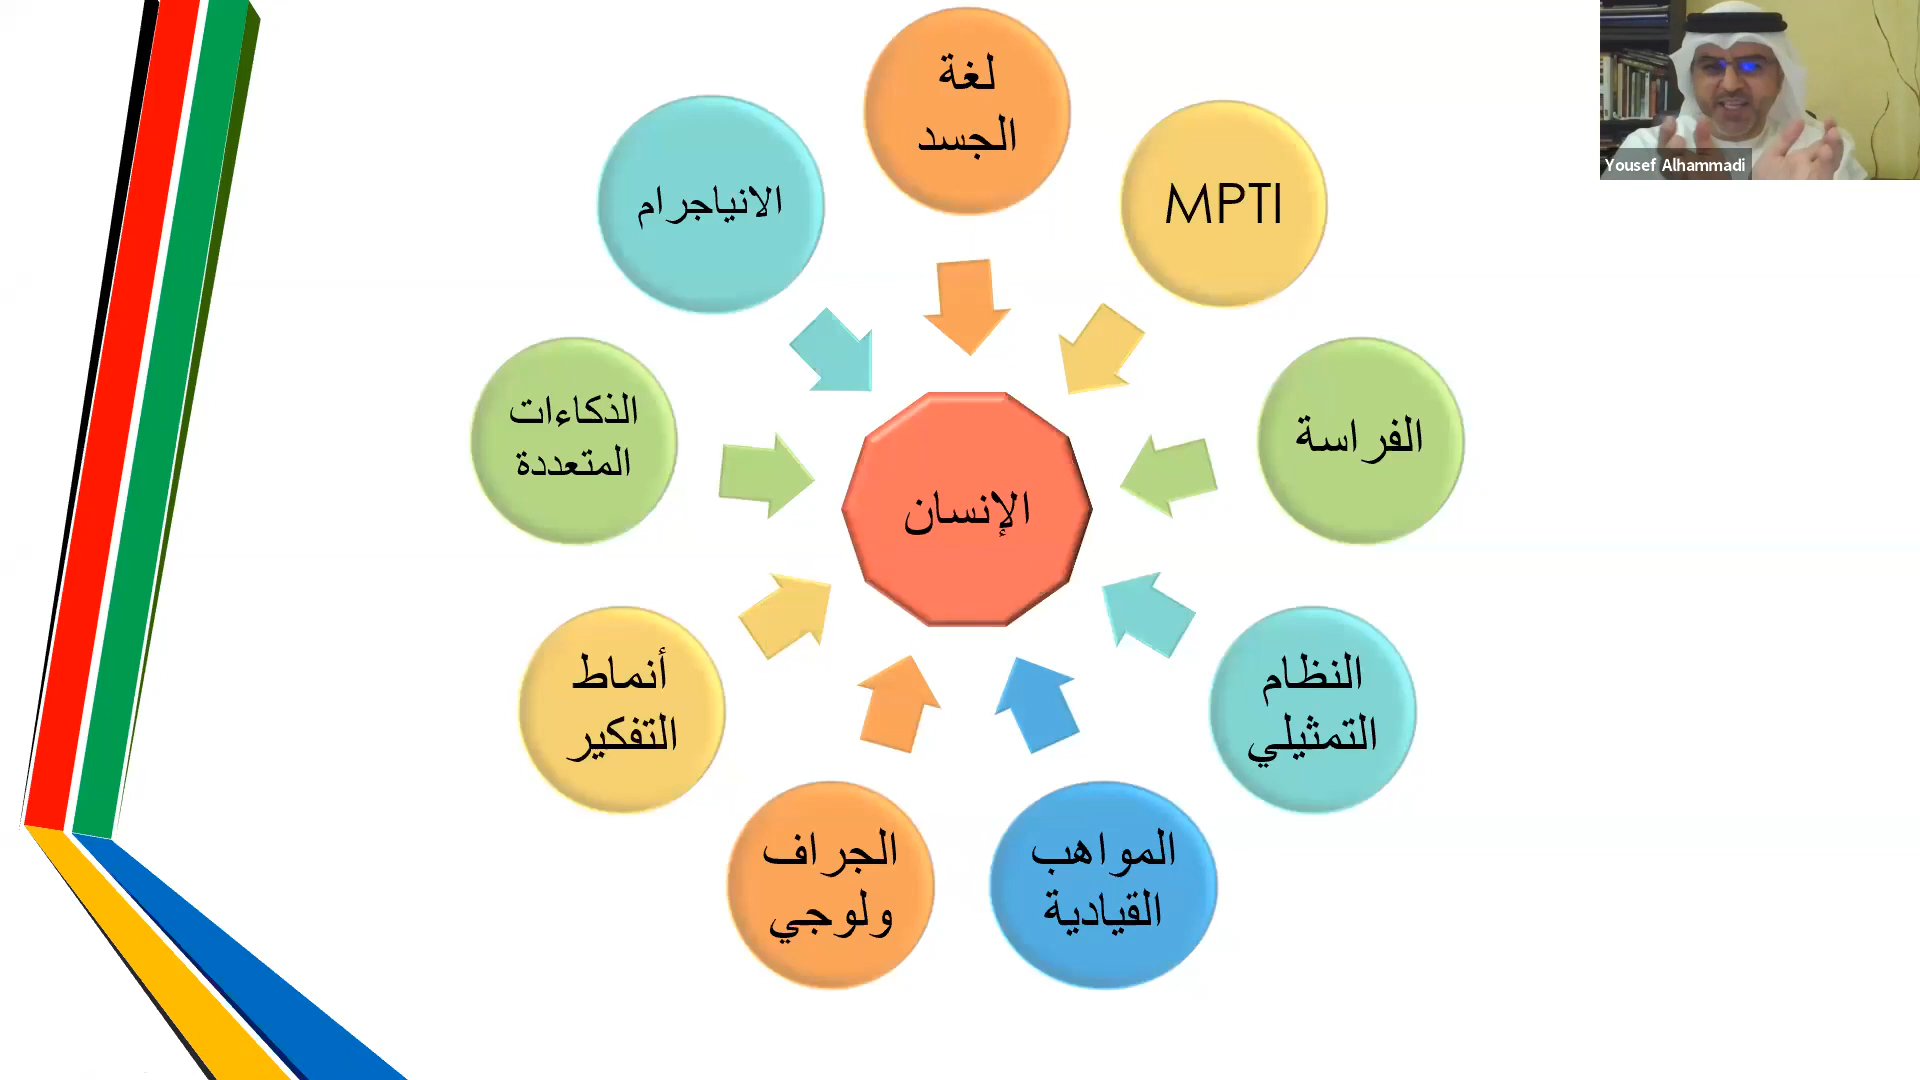 لغة
الجسد
MPTI
الفراسة
النظام
التمثيلي
المواهب
القيادية
الجراف
ولوجي
أنماط
التفكير
الذكاءات
المتعددة
الانياجرام
الإنسان
Yousef Alhammadi